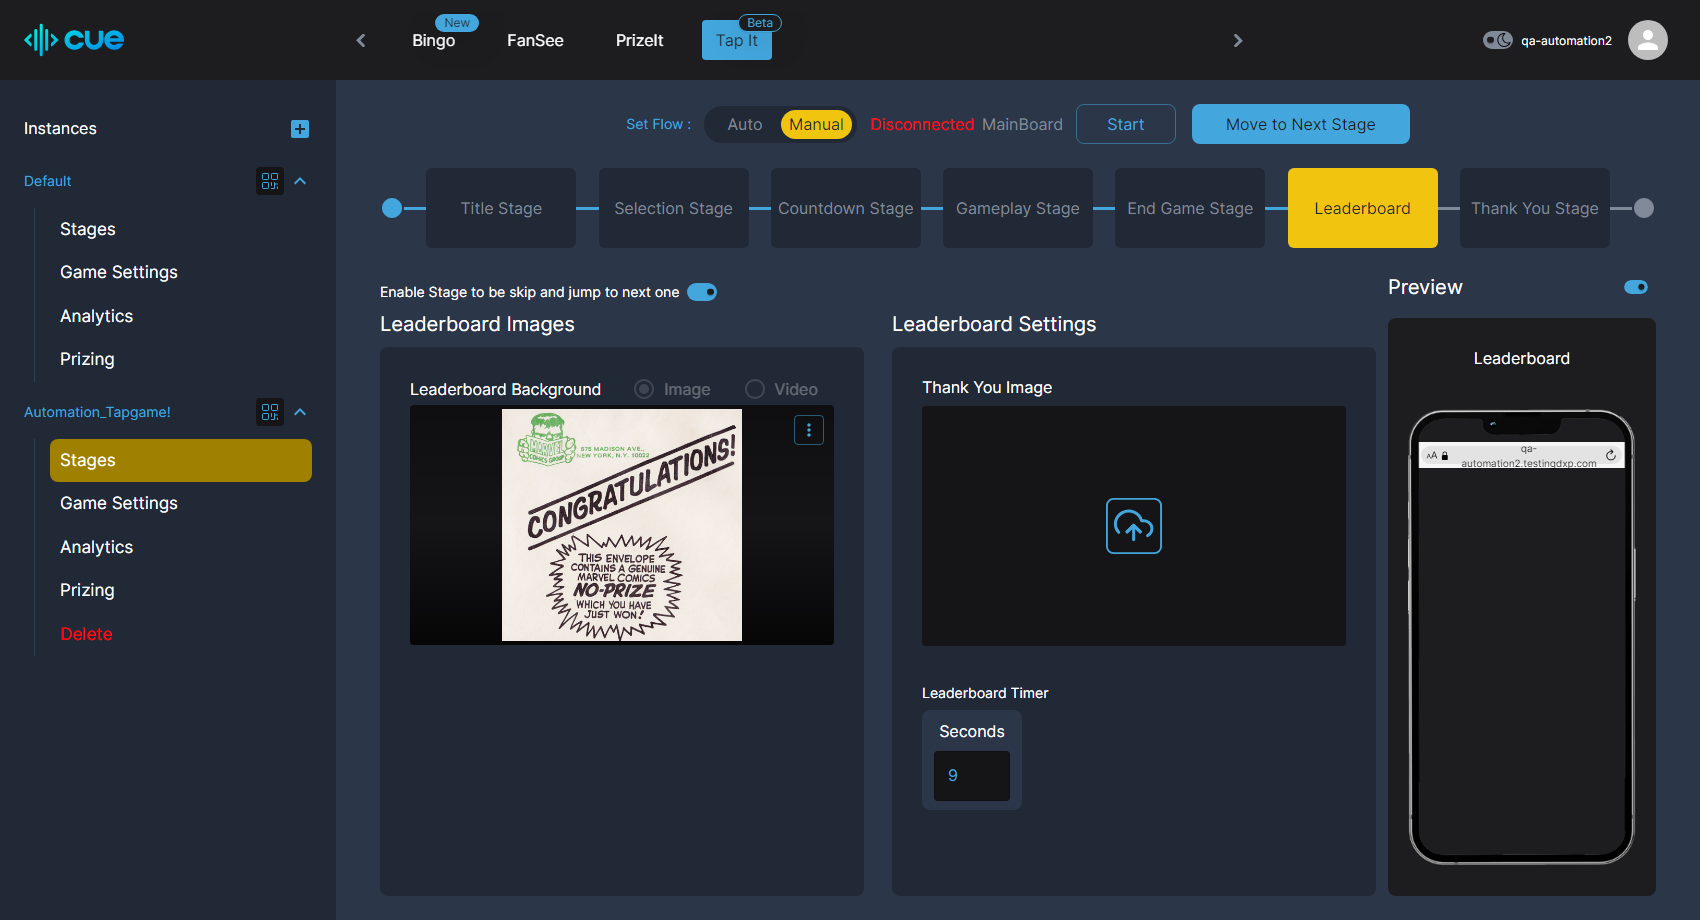 cue
New
Bingo
FanSee
PrizeIt
Beta
Tap It
qa-automation2
Instances
Default
Stages
Game Settings
Analytics
Prizing
Automation_Tapgame!
Stages
Game Settings
Analytics
Prizing
Delete
Set Flow :
Auto
Manual
Disconnected MainBoard
Start
Move to Next Stage
Title Stage
Selection Stage
Countdown Stage
Gameplay Stage
End Game Stage
Leaderboard
Thank You Stage
Enable Stage to be skip and jump to next one
Leaderboard Images
Leaderboard Background
Image
Video
MARVEL
COMICS GROUP
575 MADISON AVE.,
NEW YORK, N.Y. 10022
CONGRATULATIONS!
THIS ENVELOPE
CONTAINS A GENUINE
MARVEL COMICS
NO-PRIZE
WHICH YOU HAVE
JUST WON!
Leaderboard Settings
Thank You Image
Leaderboard Timer
Seconds
9
Preview
Leaderboard
AA
qa-
automation2.testingdxp.com